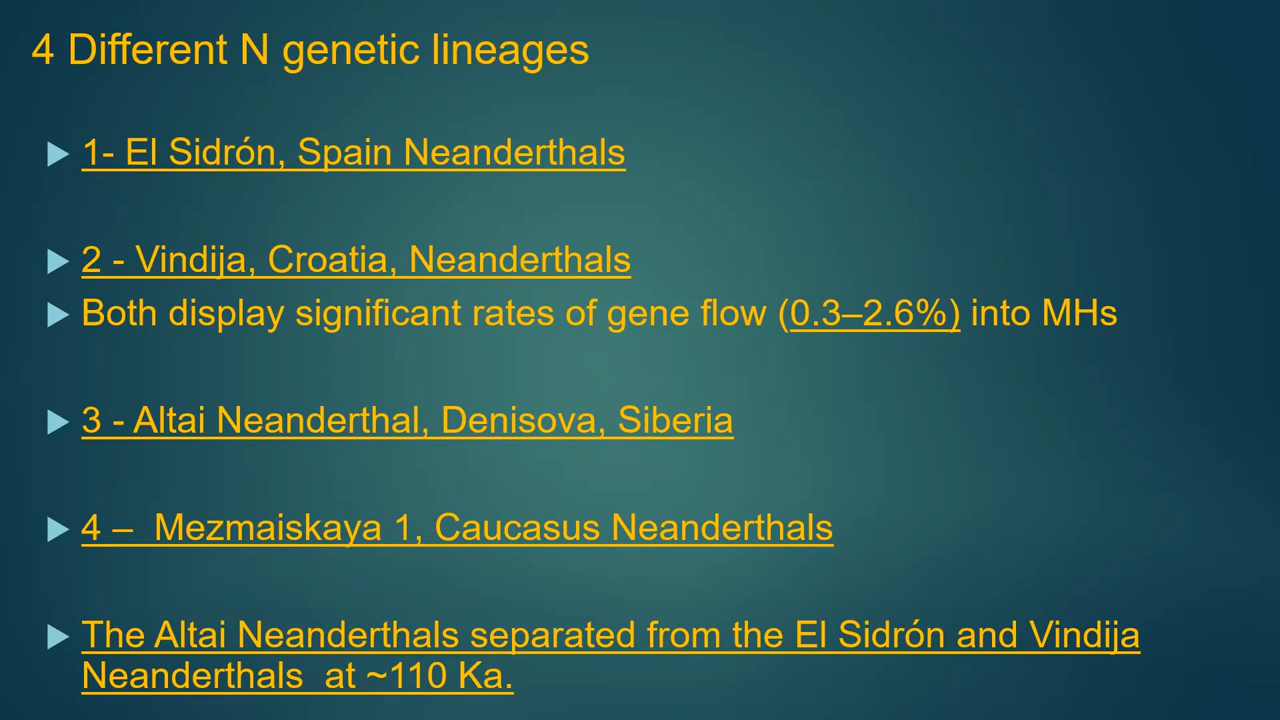 4 Different N genetic lineages
1- El Sidrón, Spain Neanderthals
2 - Vindija, Croatia, Neanderthals
Both display significant rates of gene flow (0.3–2.6%) into MHs
3 - Altai Neanderthal, Denisova, Siberia
4 –  Mezmaiskaya 1, Caucasus Neanderthals
The Altai Neanderthals separated from the El Sidrón and Vindija
Neanderthals  at ~110 Ka.